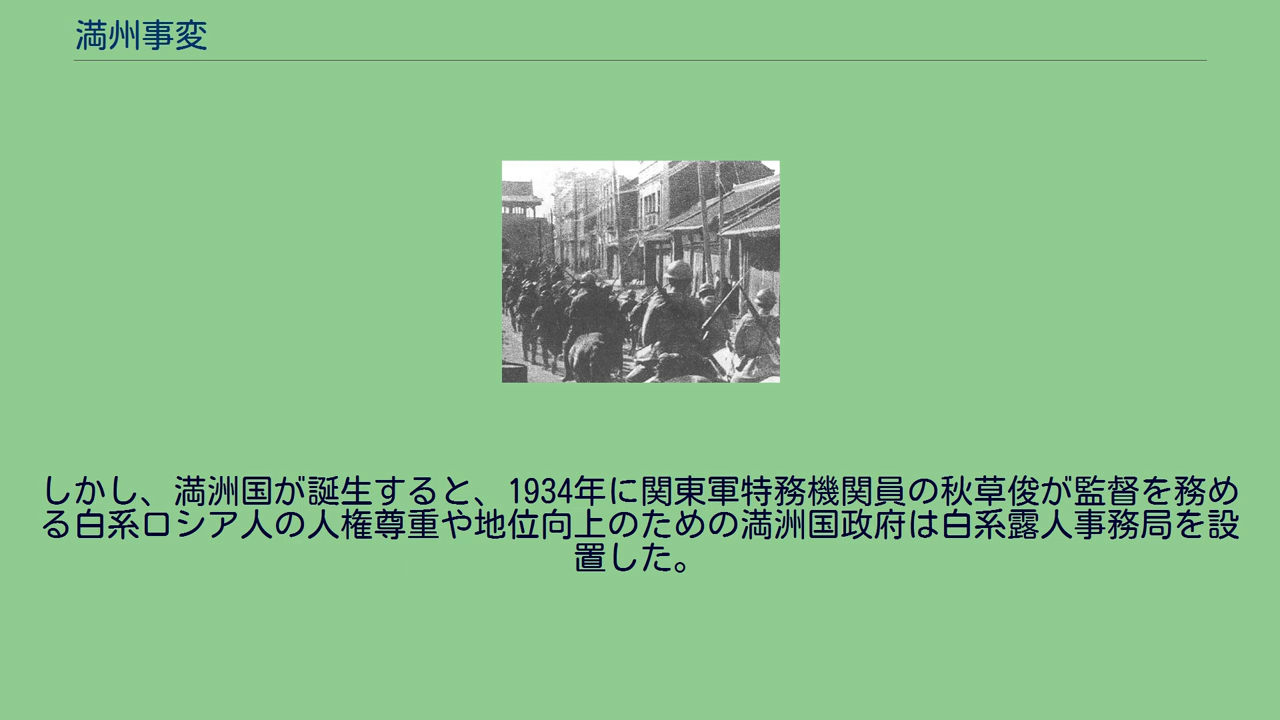 満州事変
しかし、満洲国が誕生すると、1934年に関東軍特務機関員の秋草俊が監督を務め
る白系ロシア人の人権尊重や地位向上のための満洲国政府は白系露人事務局を設
置した。